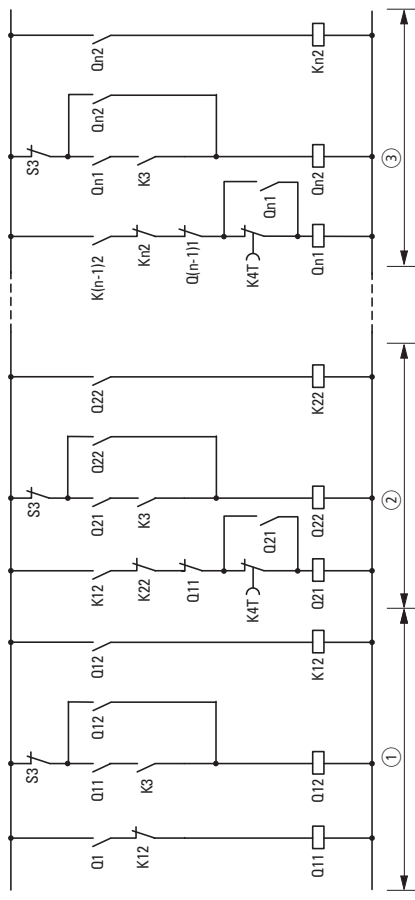 Q1
K12
Q11
S3
Q11
K3
Q12
Q12
Q12
K12
1
K12
K22
Q11
K4T
Q21
Q21
S3
Q21
K3
Q22
Q22
Q22
K22
2
K(n-1)2
Kn2
Q(n-1)1
K4T
Qn1
Qn1
S3
Qn1
K3
Qn2
Qn2
Qn2
Kn2
3